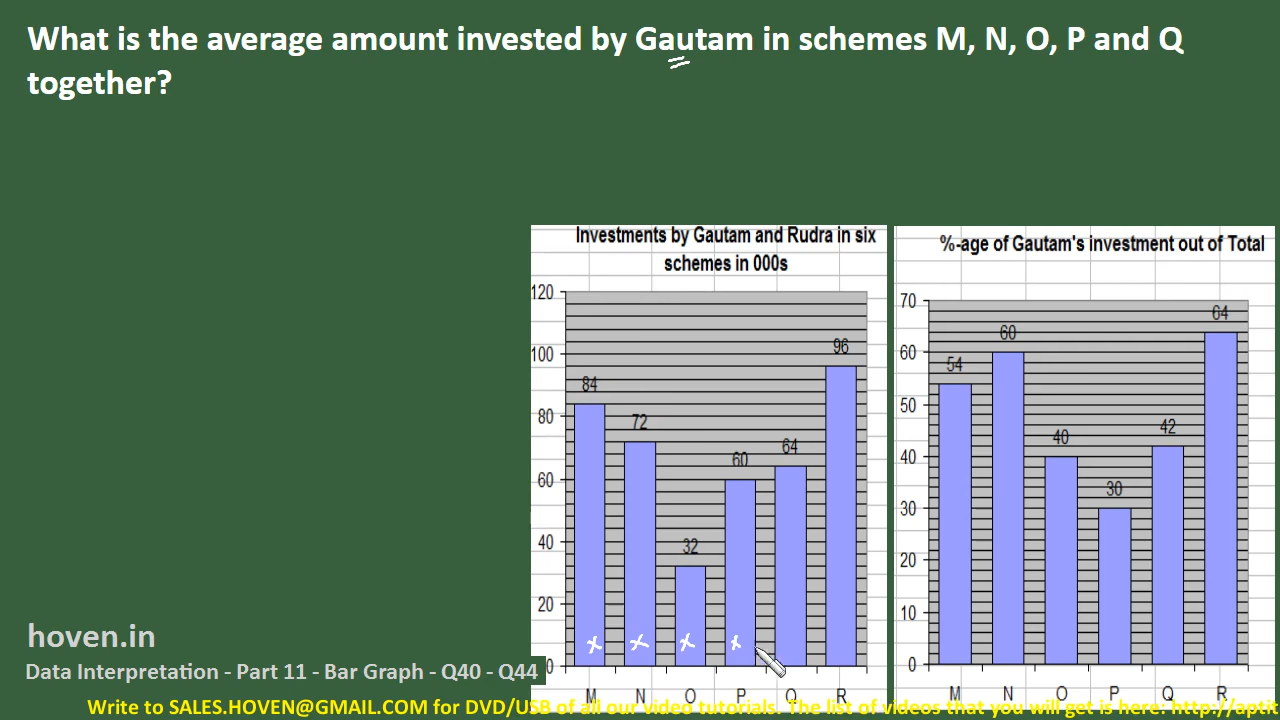 What is the average amount invested by Gautam in schemes M, N, O, P and Q
together?
Investments by Gautam and Rudra in six
schemes in 000s
120
100
80
60
40
20
0
84
72
32
60
64
96
M N O P Q R
%-age of Gautam's investment out of Total
70
60
50
40
30
20
10
0
54
60
40
30
42
64
M N O P Q R
hoven.in
Data Interpretation - Part 11 - Bar Graph - Q40 - Q44
Write to SALES.HOVEN@GMAIL.COM for DVD/USB of all our video tutorials. The list of videos that you will get is here: http://aptit